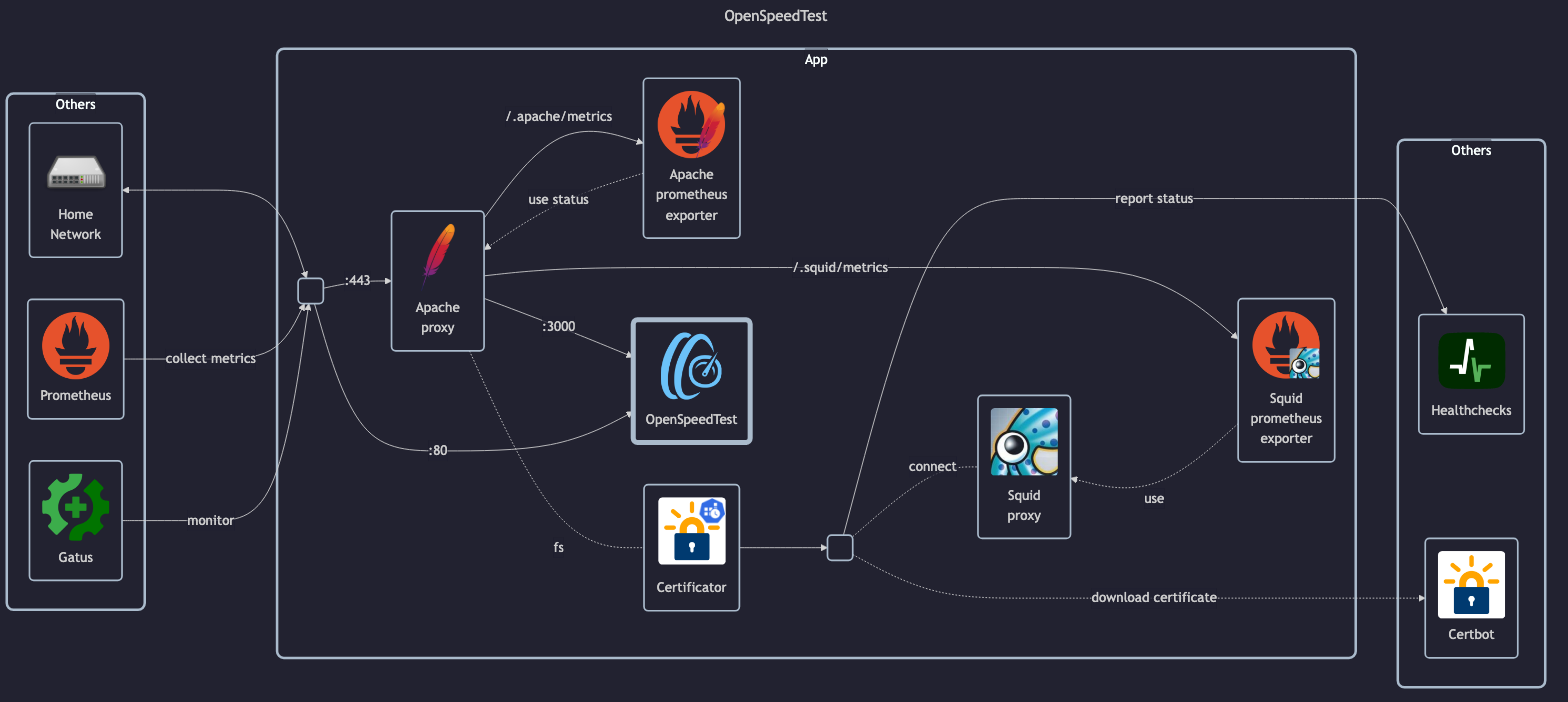 OpenSpeedTest
App
Others
Home
Network
Prometheus
Gatus
collect metrics
monitor
:443
:80
Apache
proxy
/.apache/metrics
use status
Apache
prometheus
exporter
/.squid/metrics
:3000
OpenSpeedTest
fs
Certificator
connect
Squid
proxy
use
Squid
prometheus
exporter
report status
download certificate
Others
Healthchecks
Certbot